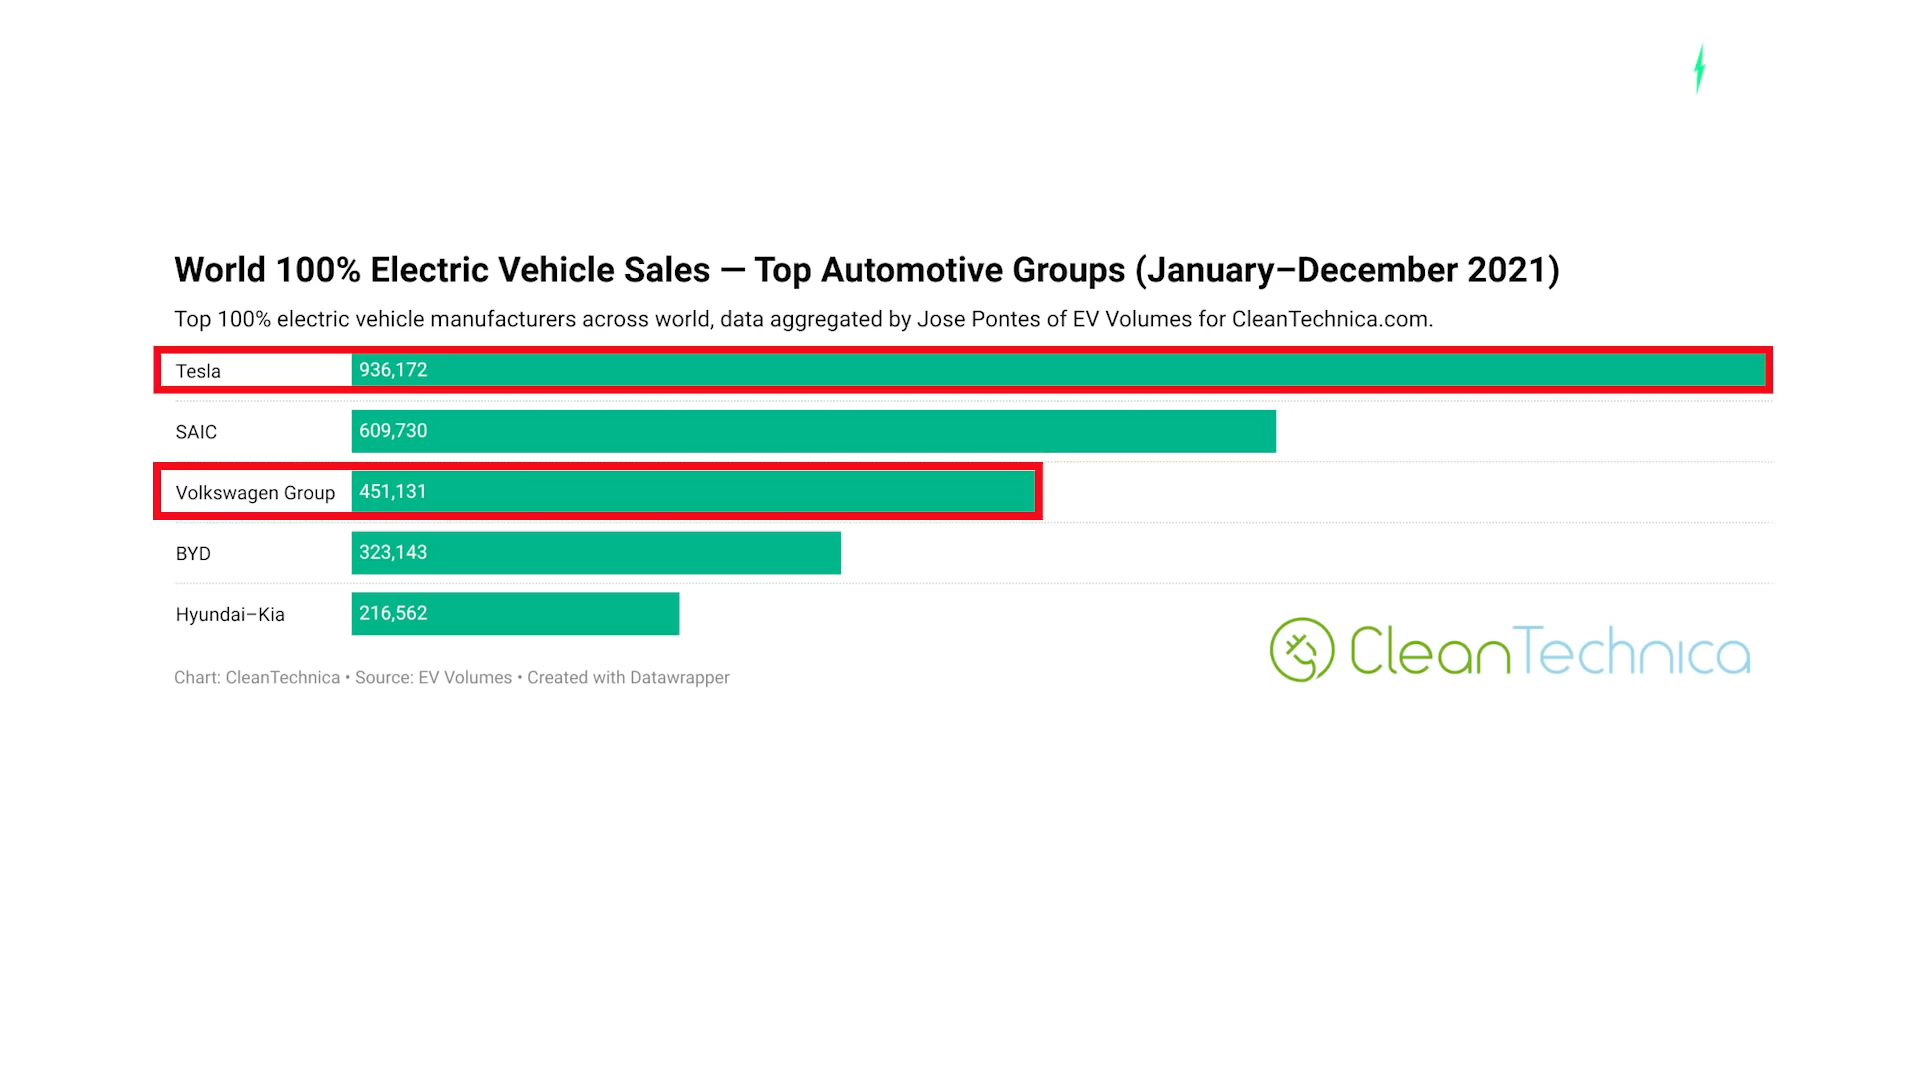 World 100% Electric Vehicle Sales — Top Automotive Groups (January–December 2021)
Top 100% electric vehicle manufacturers across world, data aggregated by Jose Pontes of EV Volumes for CleanTechnica.com.
Tesla 936,172
SAIC 609,730
Volkswagen Group 451,131
BYD 323,143
Hyundai–Kia 216,562
CleanTechnica
Chart: CleanTechnica • Source: EV Volumes • Created with Datawrapper